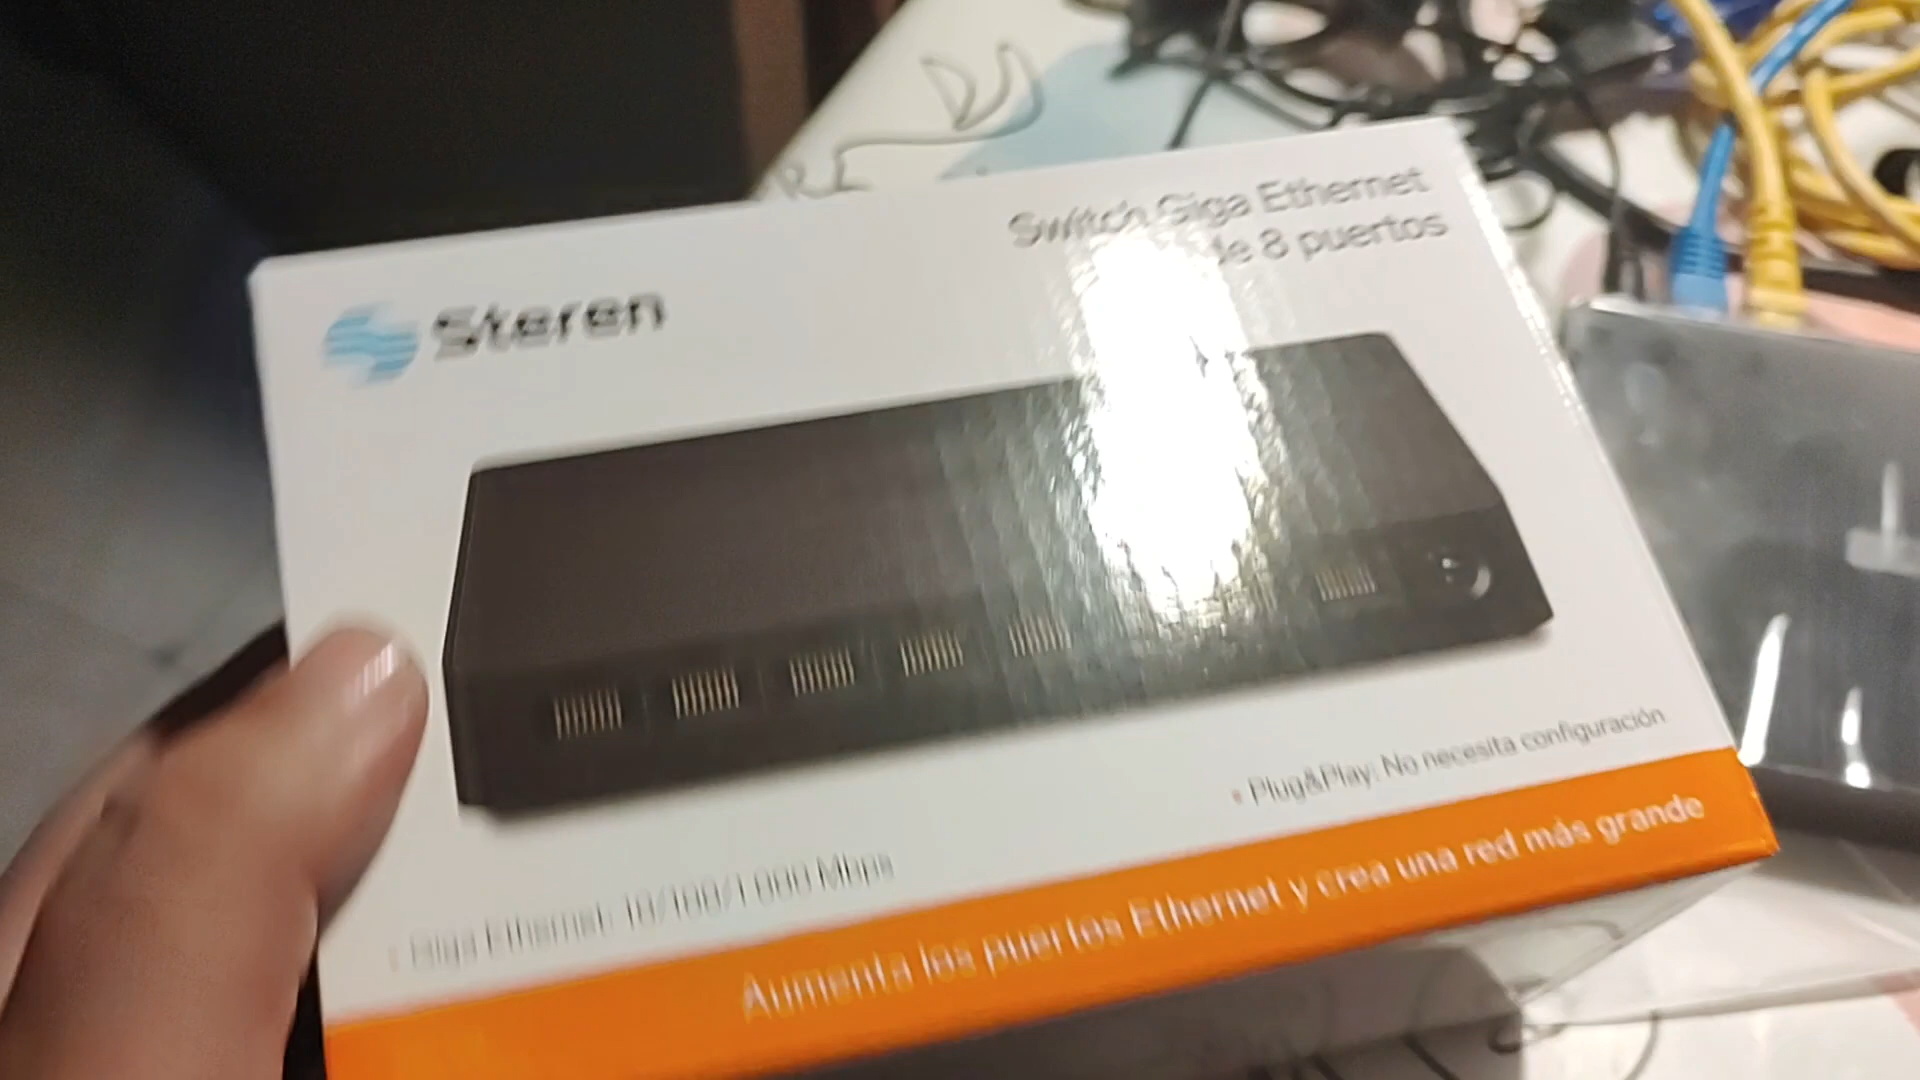 Steren
Switch Giga Ethernet
de 8 puertos
• Plug&Play: No necesita configuración
• Giga Ethernet: 10/100/1000 Mbps
Aumenta los puertos Ethernet y crea una red más grande